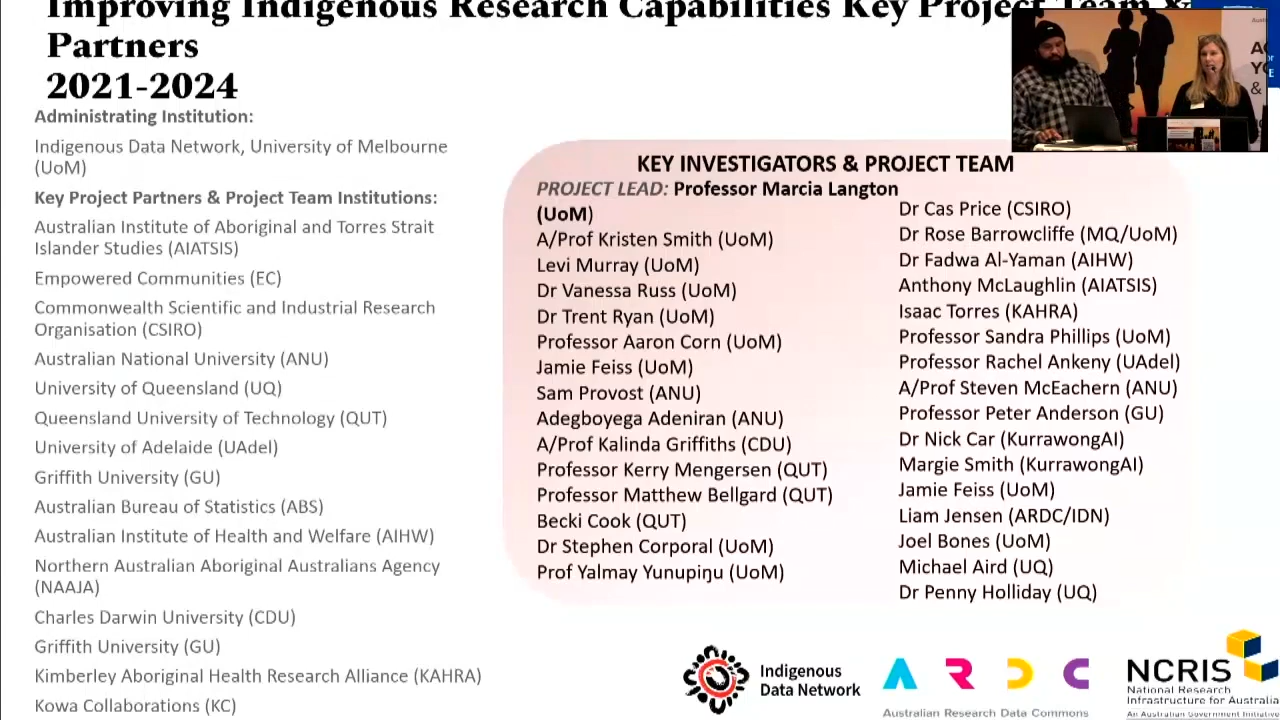 Improving Indigenous Research Capabilities Key Project Team &
Partners
2021-2024
Administrating Institution:
Indigenous Data Network, University of Melbourne
(UoM)
Key Project Partners & Project Team Institutions:
Australian Institute of Aboriginal and Torres Strait
Islander Studies (AIATSIS)
Empowered Communities (EC)
Commonwealth Scientific and Industrial Research
Organisation (CSIRO)
Australian National University (ANU)
University of Queensland (UQ)
Queensland University of Technology (QUT)
University of Adelaide (UAdel)
Griffith University (GU)
Australian Bureau of Statistics (ABS)
Australian Institute of Health and Welfare (AIHW)
Northern Australian Aboriginal Australians Agency
(NAAJA)
Charles Darwin University (CDU)
Griffith University (GU)
Kimberley Aboriginal Health Research Alliance (KAHRA)
Kowa Collaborations (KC)
KEY INVESTIGATORS & PROJECT TEAM
PROJECT LEAD: Professor Marcia Langton
(UoM)
A/Prof Kristen Smith (UoM)
Levi Murray (UoM)
Dr Vanessa Russ (UoM)
Dr Trent Ryan (UoM)
Professor Aaron Corn (UoM)
Jamie Feiss (UoM)
Sam Provost (ANU)
Adegboyega Adeniran (ANU)
A/Prof Kalinda Griffiths (CDU)
Professor Kerry Mengersen (QUT)
Professor Matthew Bellgard (QUT)
Becki Cook (QUT)
Dr Stephen Corporal (UoM)
Prof Yalmay Yunupiŋu (UoM)
Dr Cas Price (CSIRO)
Dr Rose Barrowcliffe (MQ/UoM)
Dr Fadwa Al-Yaman (AIHW)
Anthony McLaughlin (AIATSIS)
Isaac Torres (KAHRA)
Professor Sandra Phillips (UoM)
Professor Rachel Ankeny (UAdel)
A/Prof Steven McEachern (ANU)
Professor Peter Anderson (GU)
Dr Nick Car (KurrawongAI)
Margie Smith (KurrawongAI)
Jamie Feiss (UoM)
Liam Jensen (ARDC/IDN)
Joel Bones (UoM)
Michael Aird (UQ)
Dr Penny Holliday (UQ)
Indigenous
Data Network
ARDC
Australian Research Data Commons
NCRIS
National Research
Infrastructure for Australia
An Australian Government Initiative